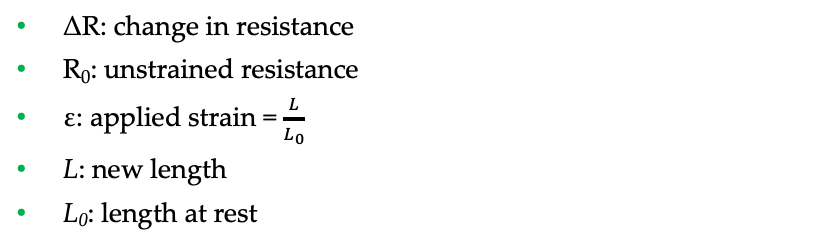 • ΔR: change in resistance
• R₀: unstrained resistance
• ε: applied strain = L/L₀
• L: new length
• L₀: length at rest